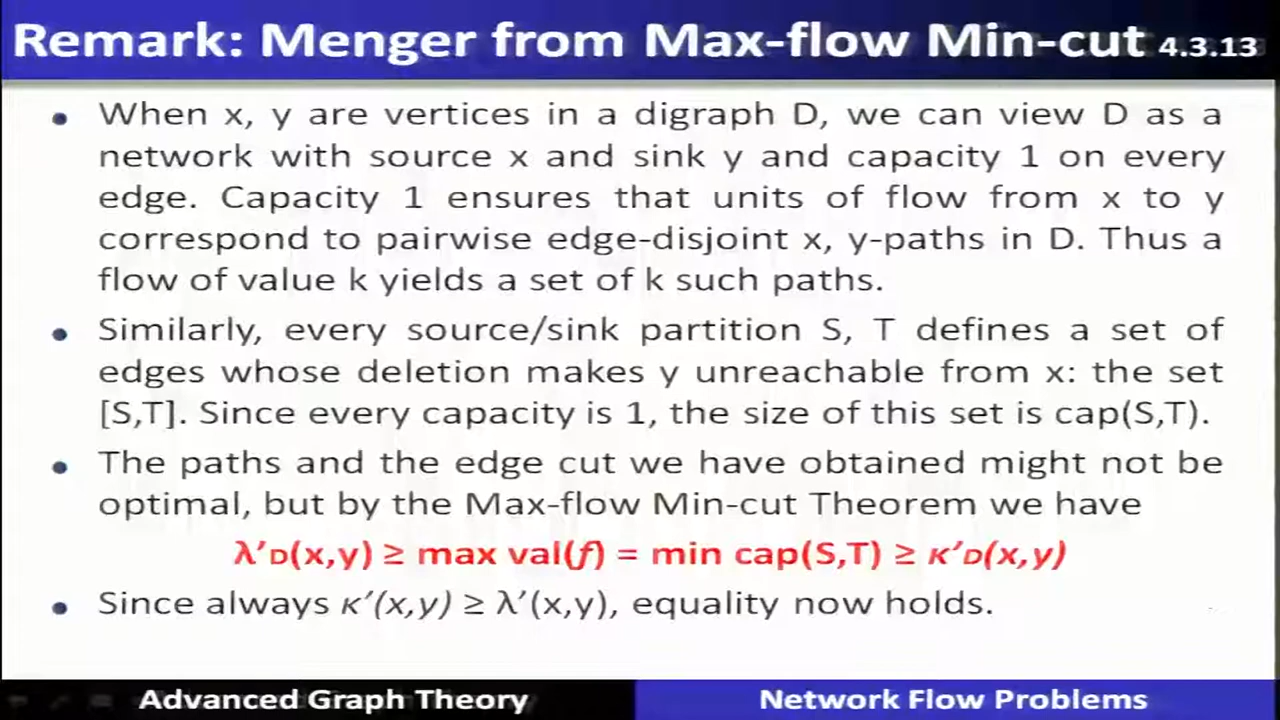 Remark: Menger from Max-flow Min-cut 4.3.13
• When x, y are vertices in a digraph D, we can view D as a
network with source x and sink y and capacity 1 on every
edge. Capacity 1 ensures that units of flow from x to y
correspond to pairwise edge-disjoint x, y-paths in D. Thus a
flow of value k yields a set of k such paths.
• Similarly, every source/sink partition S, T defines a set of
edges whose deletion makes y unreachable from x: the set
[S,T]. Since every capacity is 1, the size of this set is cap(S,T).
• The paths and the edge cut we have obtained might not be
optimal, but by the Max-flow Min-cut Theorem we have
λ′D(x,y) ≥ max val(f) = min cap(S,T) ≥ κ′D(x,y)
• Since always κ′(x,y) ≥ λ′(x,y), equality now holds.
Advanced Graph Theory
Network Flow Problems